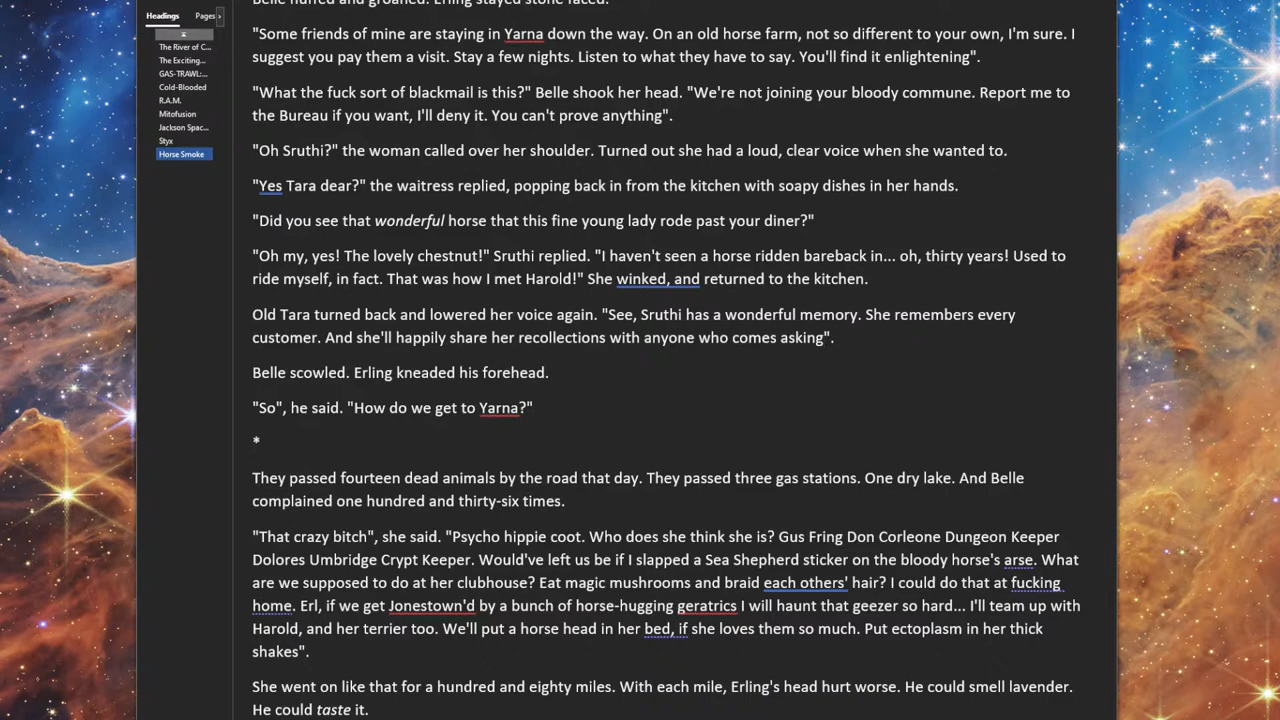 Headings
Pages
The River of C...
The Exciting...
GAS-TRAWL:...
Cold-Blooded
R.A.M.
Mitofusion
Jackson Spac...
Styx
Horse Smoke
Belle huffed and groaned. Erling stayed stone faced.
"Some friends of mine are staying in Yarna down the way. On an old horse farm, not so different to your own, I'm sure. I
suggest you pay them a visit. Stay a few nights. Listen to what they have to say. You'll find it enlightening".
"What the fuck sort of blackmail is this?" Belle shook her head. "We're not joining your bloody commune. Report me to
the Bureau if you want, I'll deny it. You can't prove anything".
"Oh Sruthi?" the woman called over her shoulder. Turned out she had a loud, clear voice when she wanted to.
"Yes Tara dear?" the waitress replied, popping back in from the kitchen with soapy dishes in her hands.
"Did you see that wonderful horse that this fine young lady rode past your diner?"
"Oh my, yes! The lovely chestnut!" Sruthi replied. "I haven't seen a horse ridden bareback in... oh, thirty years! Used to
ride myself, in fact. That was how I met Harold!" She winked, and returned to the kitchen.
Old Tara turned back and lowered her voice again. "See, Sruthi has a wonderful memory. She remembers every
customer. And she'll happily share her recollections with anyone who comes asking".
Belle scowled. Erling kneaded his forehead.
"So", he said. "How do we get to Yarna?"
*
They passed fourteen dead animals by the road that day. They passed three gas stations. One dry lake. And Belle
complained one hundred and thirty-six times.
"That crazy bitch", she said. "Psycho hippie coot. Who does she think she is? Gus Fring Don Corleone Dungeon Keeper
Dolores Umbridge Crypt Keeper. Would've left us be if I slapped a Sea Shepherd sticker on the bloody horse's arse. What
are we supposed to do at her clubhouse? Eat magic mushrooms and braid each others' hair? I could do that at fucking
home. Erl, if we get Jonestown'd by a bunch of horse-hugging geratrics I will haunt that geezer so hard... I'll team up with
Harold, and her terrier too. We'll put a horse head in her bed, if she loves them so much. Put ectoplasm in her thick
shakes".
She went on like that for a hundred and eighty miles. With each mile, Erling's head hurt worse. He could smell lavender.
He could taste it.